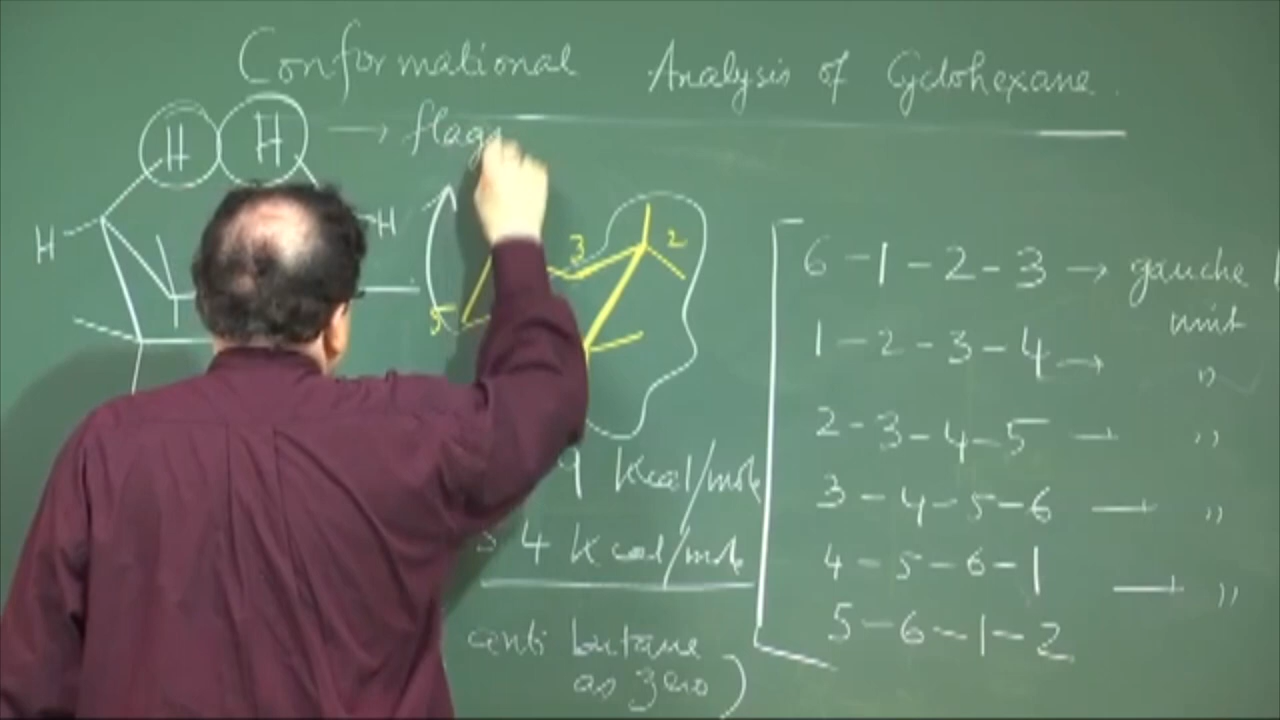 Conformational Analysis of Cyclohexane.
H H → flags
H H
3 2
5
6-1-2-3 → gauche
unit
1-2-3-4 → "
2-3-4-5 — "
3-4-5-6 — "
4-5-6-1 — "
5-6-1-2
9 Kcal/mole
4 Kcal/mole
anti butane
as zero)